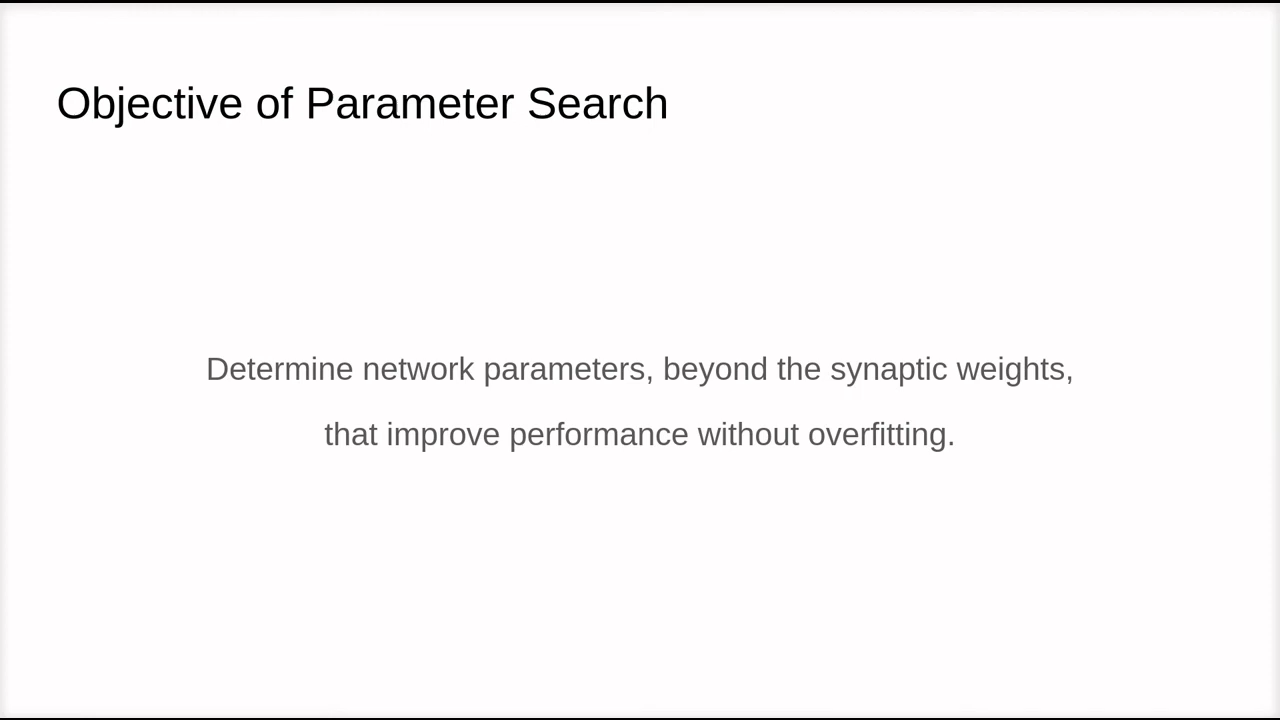 Objective of Parameter Search
Determine network parameters, beyond the synaptic weights,
that improve performance without overfitting.